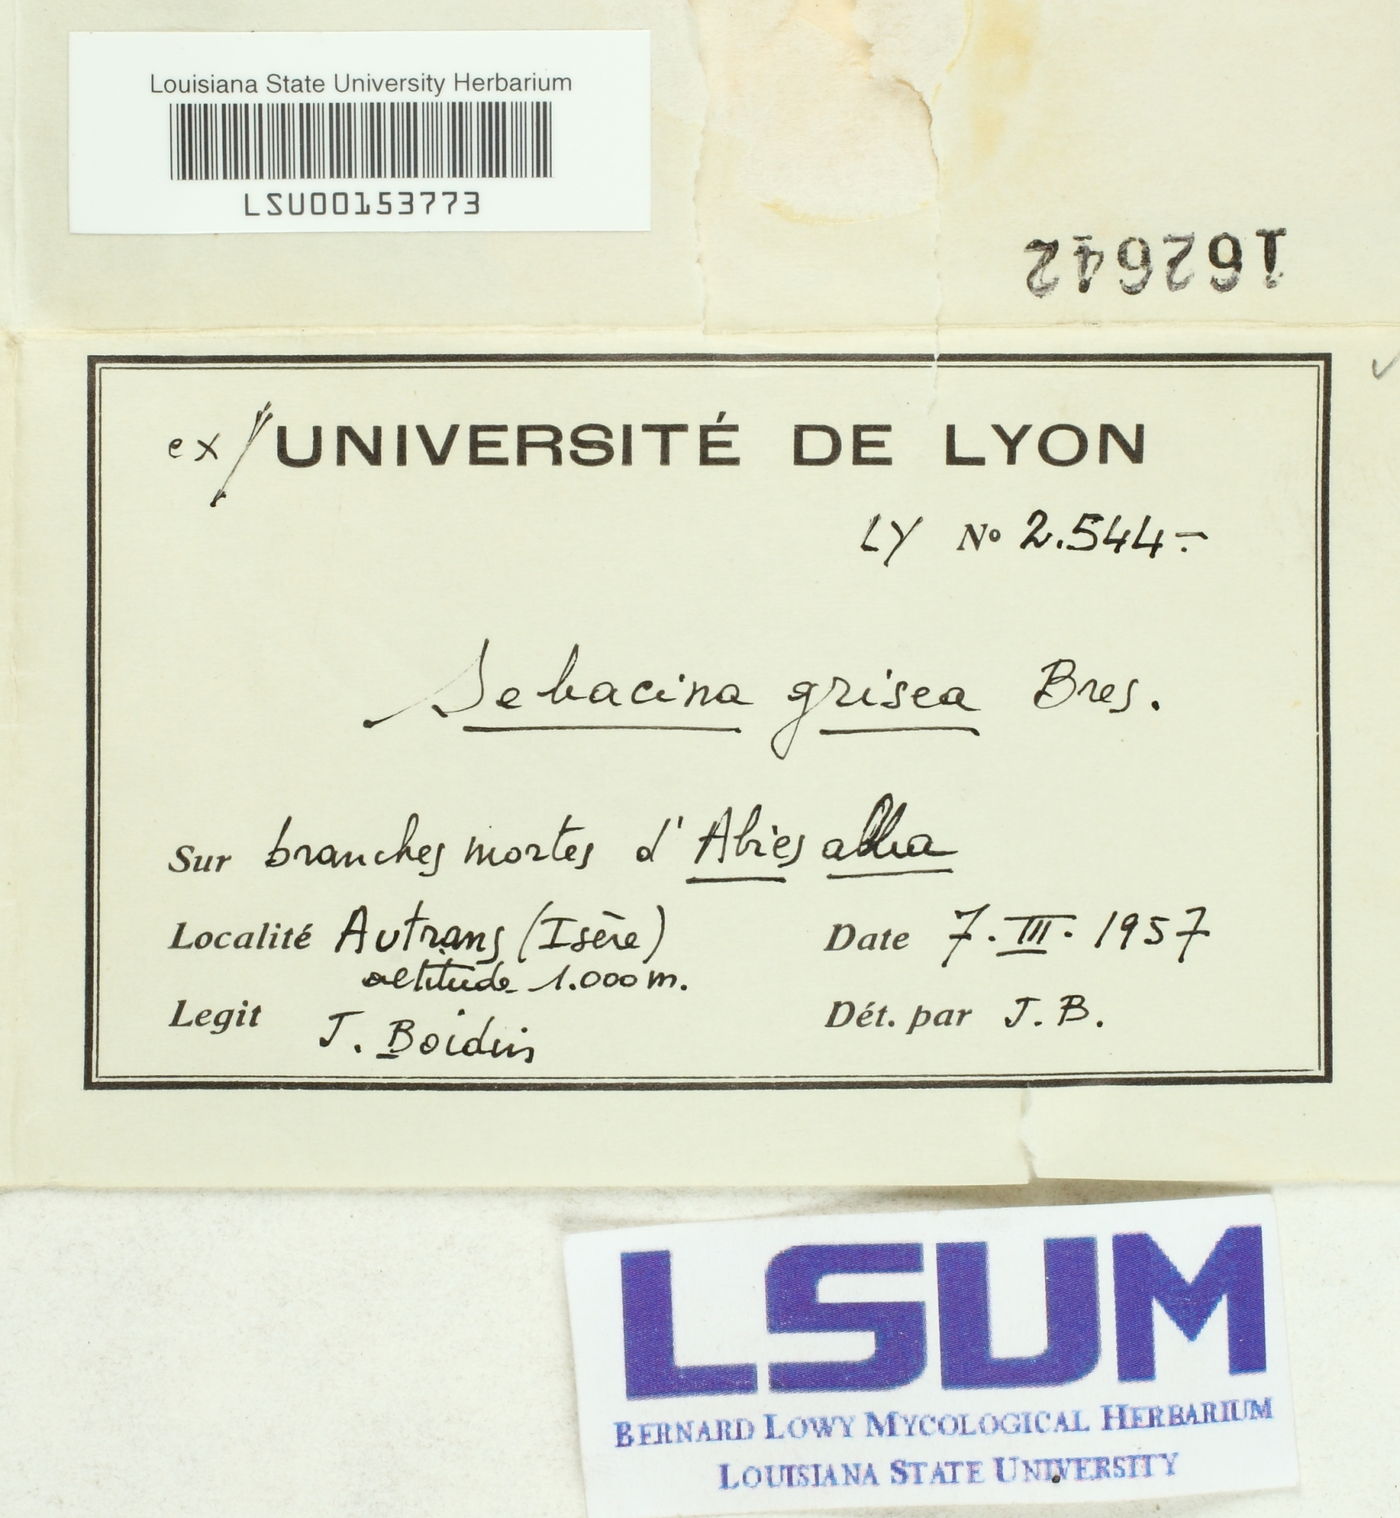 Louisiana State University Herbarium
LSU00153773
162642
ex/ UNIVERSITÉ DE LYON
LY No 2.544.-
Sebacina grisea Bres.
Sur branches mortes d'Abies alba
Localité Autrans (Isère)
altitude 1.000m.
Date 7.III.1957
Legit J. Boidin
Dét. par J.B.
LSUM
BERNARD LOWY MYCOLOGICAL HERBARIUM
LOUISIANA STATE UNIVERSITY